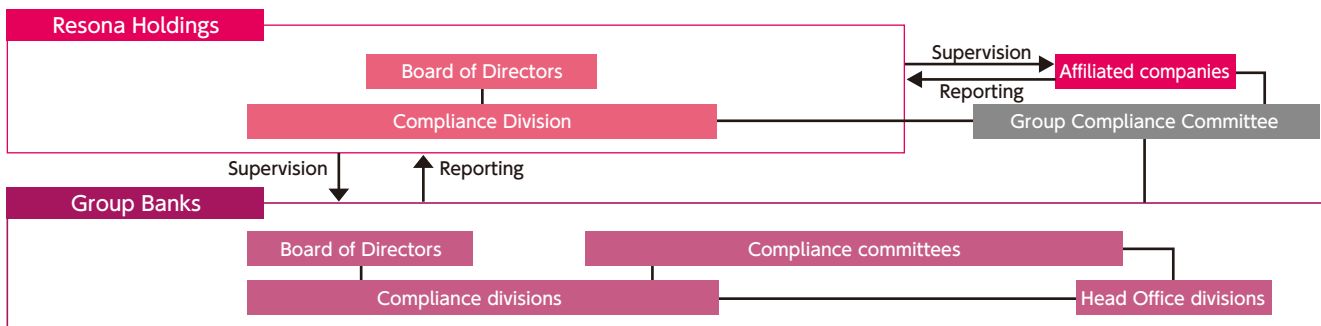 Resona Holdings
Board of Directors
Compliance Division
Supervision
Affiliated companies
Reporting
Group Compliance Committee
Supervision
Reporting
Group Banks
Board of Directors
Compliance committees
Compliance divisions
Head Office divisions